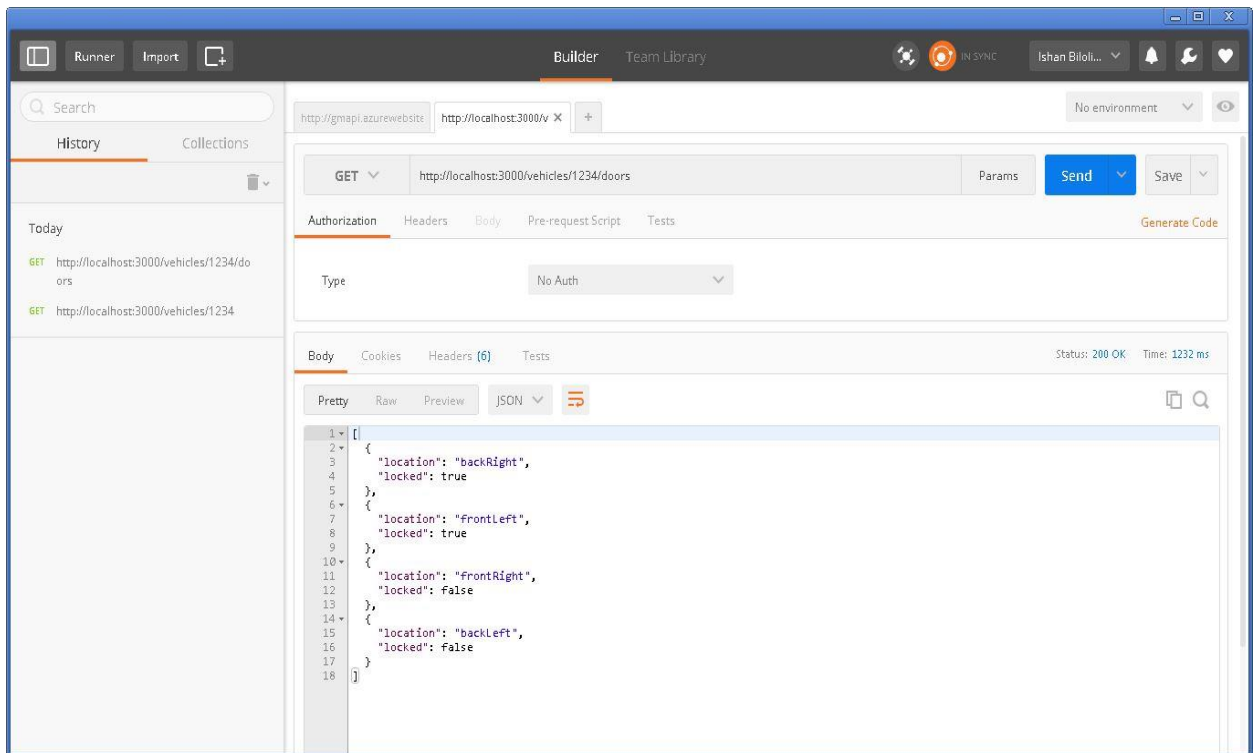 X
Runner Import Builder Team Library IN SYNC Ishan Biloli...
Search
History Collections
Today
GET http://localhost:3000/vehicles/1234/do
ors
GET http://localhost:3000/vehicles/1234
http://gmapi.azurewebsite http://localhost:3000/v X +
No environment
GET http://localhost:3000/vehicles/1234/doors Params Send Save
Authorization Headers Body Pre-request Script Tests Generate Code
Type No Auth
Body Cookies Headers (6) Tests Status: 200 OK Time: 1232 ms
Pretty Raw Preview JSON
1 [
2 {
3 "location": "backRight",
4 "locked": true
5 },
6 {
7 "location": "frontLeft",
8 "locked": true
9 },
10 {
11 "location": "frontRight",
12 "locked": false
13 },
14 {
15 "location": "backLeft",
16 "locked": false
17 }
18 ]